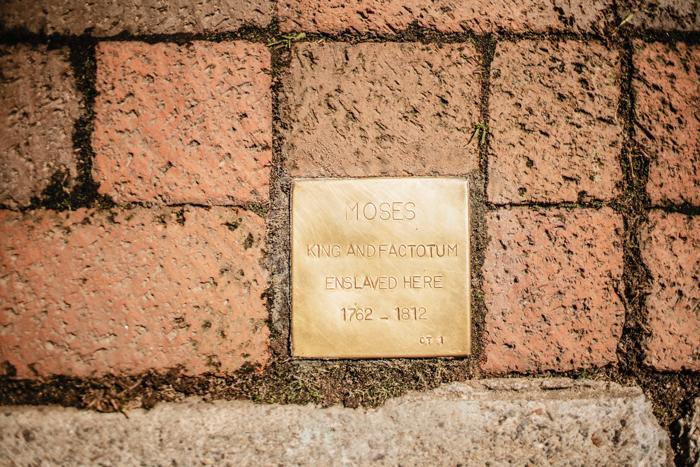 MOSES
KING AND FACTOTUM
ENSLAVED HERE
1762 - 1812
CT 1